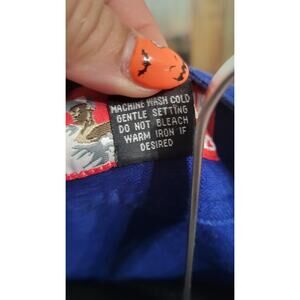 MACHINE WASH COLD
GENTLE SETTING
DO NOT BLEACH
WARM IRON IF
DESIRED